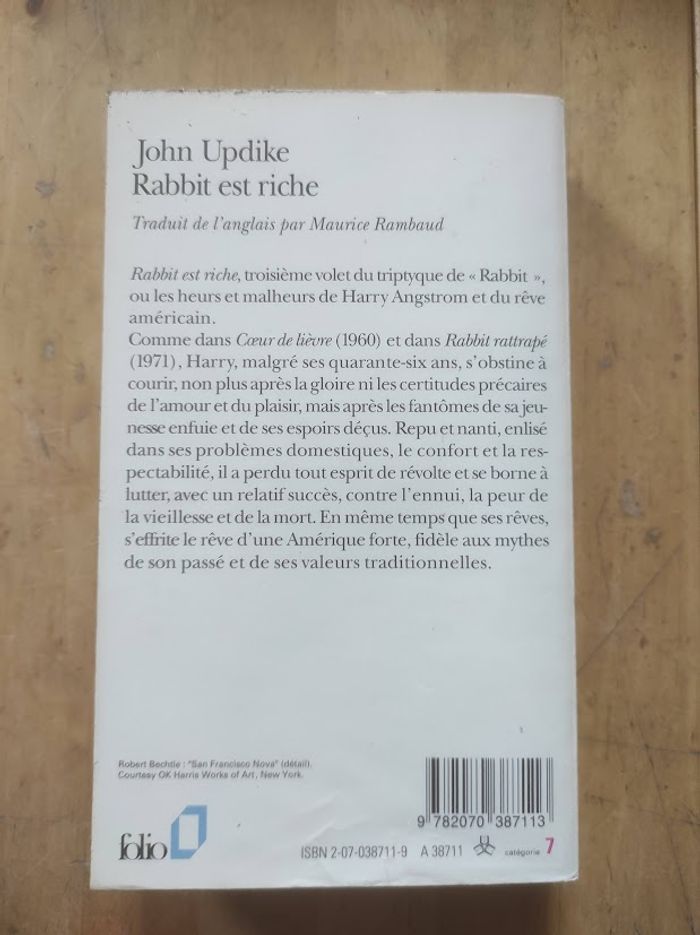 John Updike
Rabbit est riche
Traduit de l'anglais par Maurice Rambaud
Rabbit est riche, troisième volet du triptyque de « Rabbit »,
ou les heurs et malheurs de Harry Angstrom et du rêve
américain.
Comme dans Cœur de lièvre (1960) et dans Rabbit rattrapé
(1971), Harry, malgré ses quarante-six ans, s'obstine à
courir, non plus après la gloire ni les certitudes précaires
de l'amour et du plaisir, mais après les fantômes de sa jeu-
nesse enfuie et de ses espoirs déçus. Repu et nanti, enlisé
dans ses problèmes domestiques, le confort et la res-
pectabilité, il a perdu tout esprit de révolte et se borne à
lutter, avec un relatif succès, contre l'ennui, la peur de
la vieillesse et de la mort. En même temps que ses rêves,
s'effrite le rêve d'une Amérique forte, fidèle aux mythes
de son passé et de ses valeurs traditionnelles.
Robert Bechtle : "San Francisco Nova" (détail).
Courtesy OK Harris Works of Art, New York.
9 782070 387113
folio
ISBN 2-07-038711-9 A 38711 catégorie 7